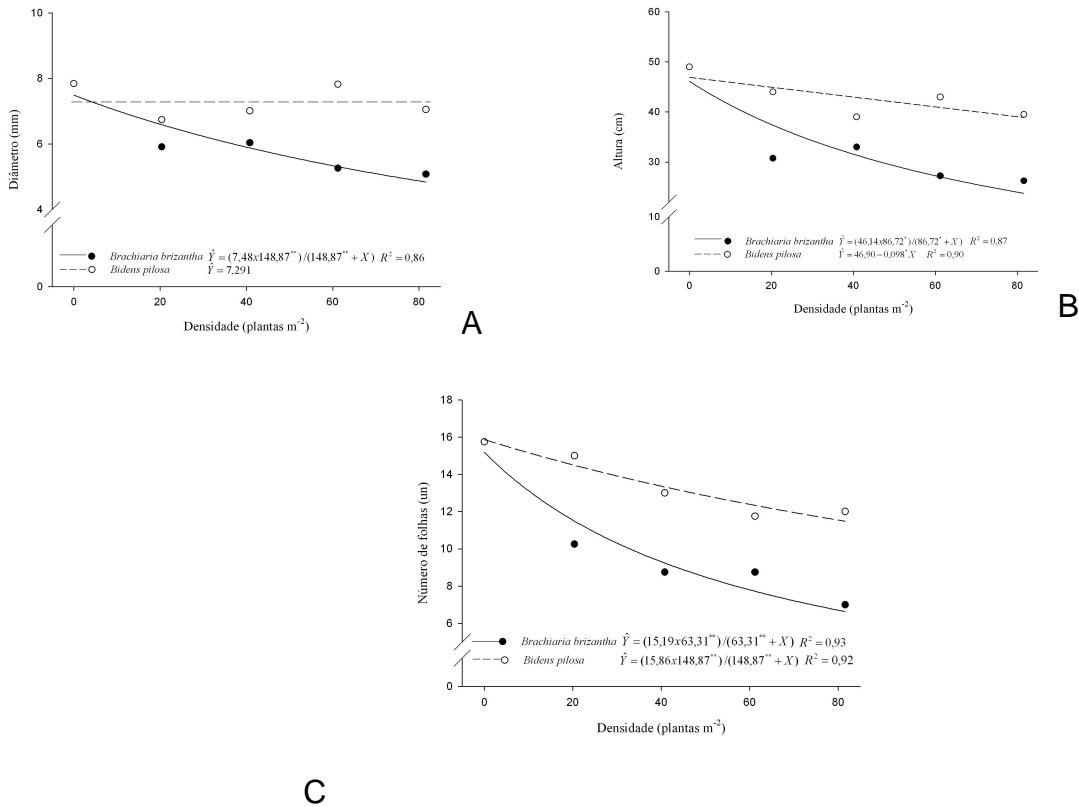 10
8
6
4
0
Diâmetro (mm)
Brachiaria brizantha Ŷ = (7,48x148,87**)/(148,87** + X) R² = 0,86
Bidens pilosa Ŷ = 7,291
0 20 40 60 80
Densidade (plantas m⁻²)
A
60
50
40
30
10
0
Altura (cm)
Brachiaria brizantha Ŷ = (46,14x86,72*)/(86,72* + X) R² = 0,87
Bidens pilosa Ŷ = 46,90−0,098*X R² = 0,90
0 20 40 60 80
Densidade (plantas m⁻²)
B
18
16
14
12
10
8
6
0
Número de folhas (un)
Brachiaria brizantha Ŷ = (15,19x63,31**)/(63,31** + X) R² = 0,93
Bidens pilosa Ŷ = (15,86x148,87**)/(148,87** + X) R² = 0,92
0 20 40 60 80
Densidade (plantas m⁻²)
C